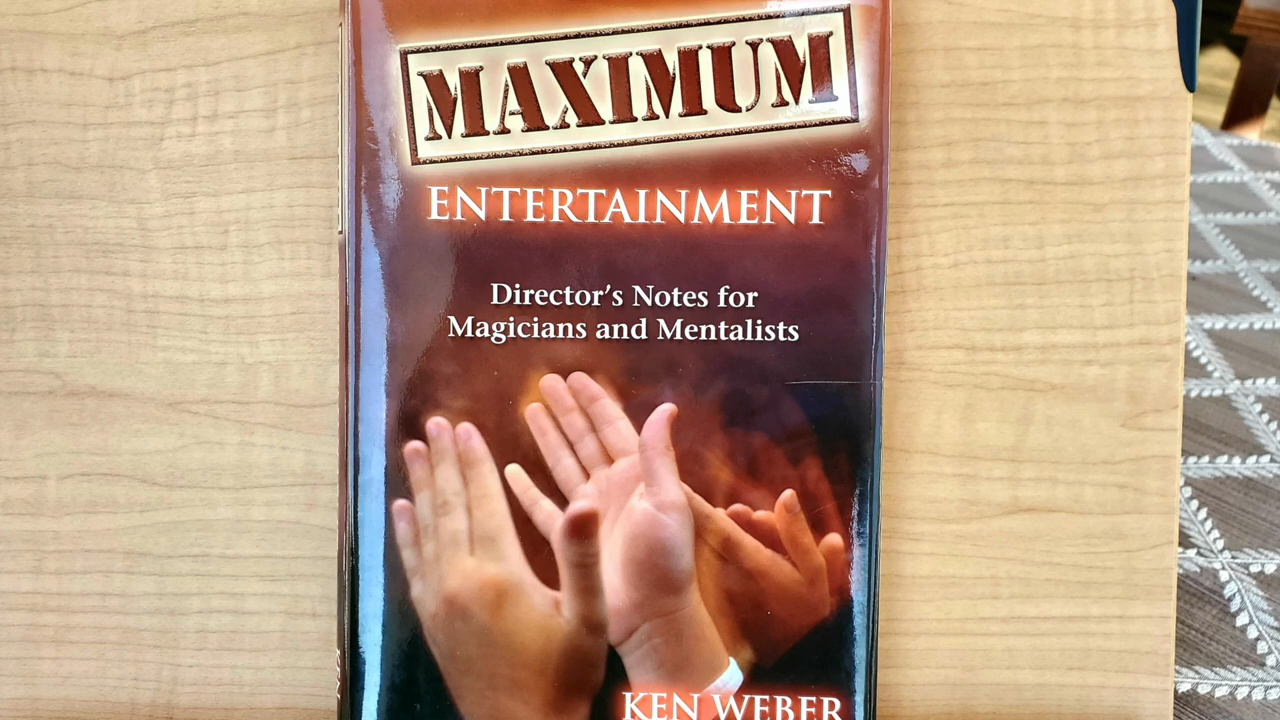 MAXIMUM
ENTERTAINMENT
Director's Notes for
Magicians and Mentalists
KEN WEBER